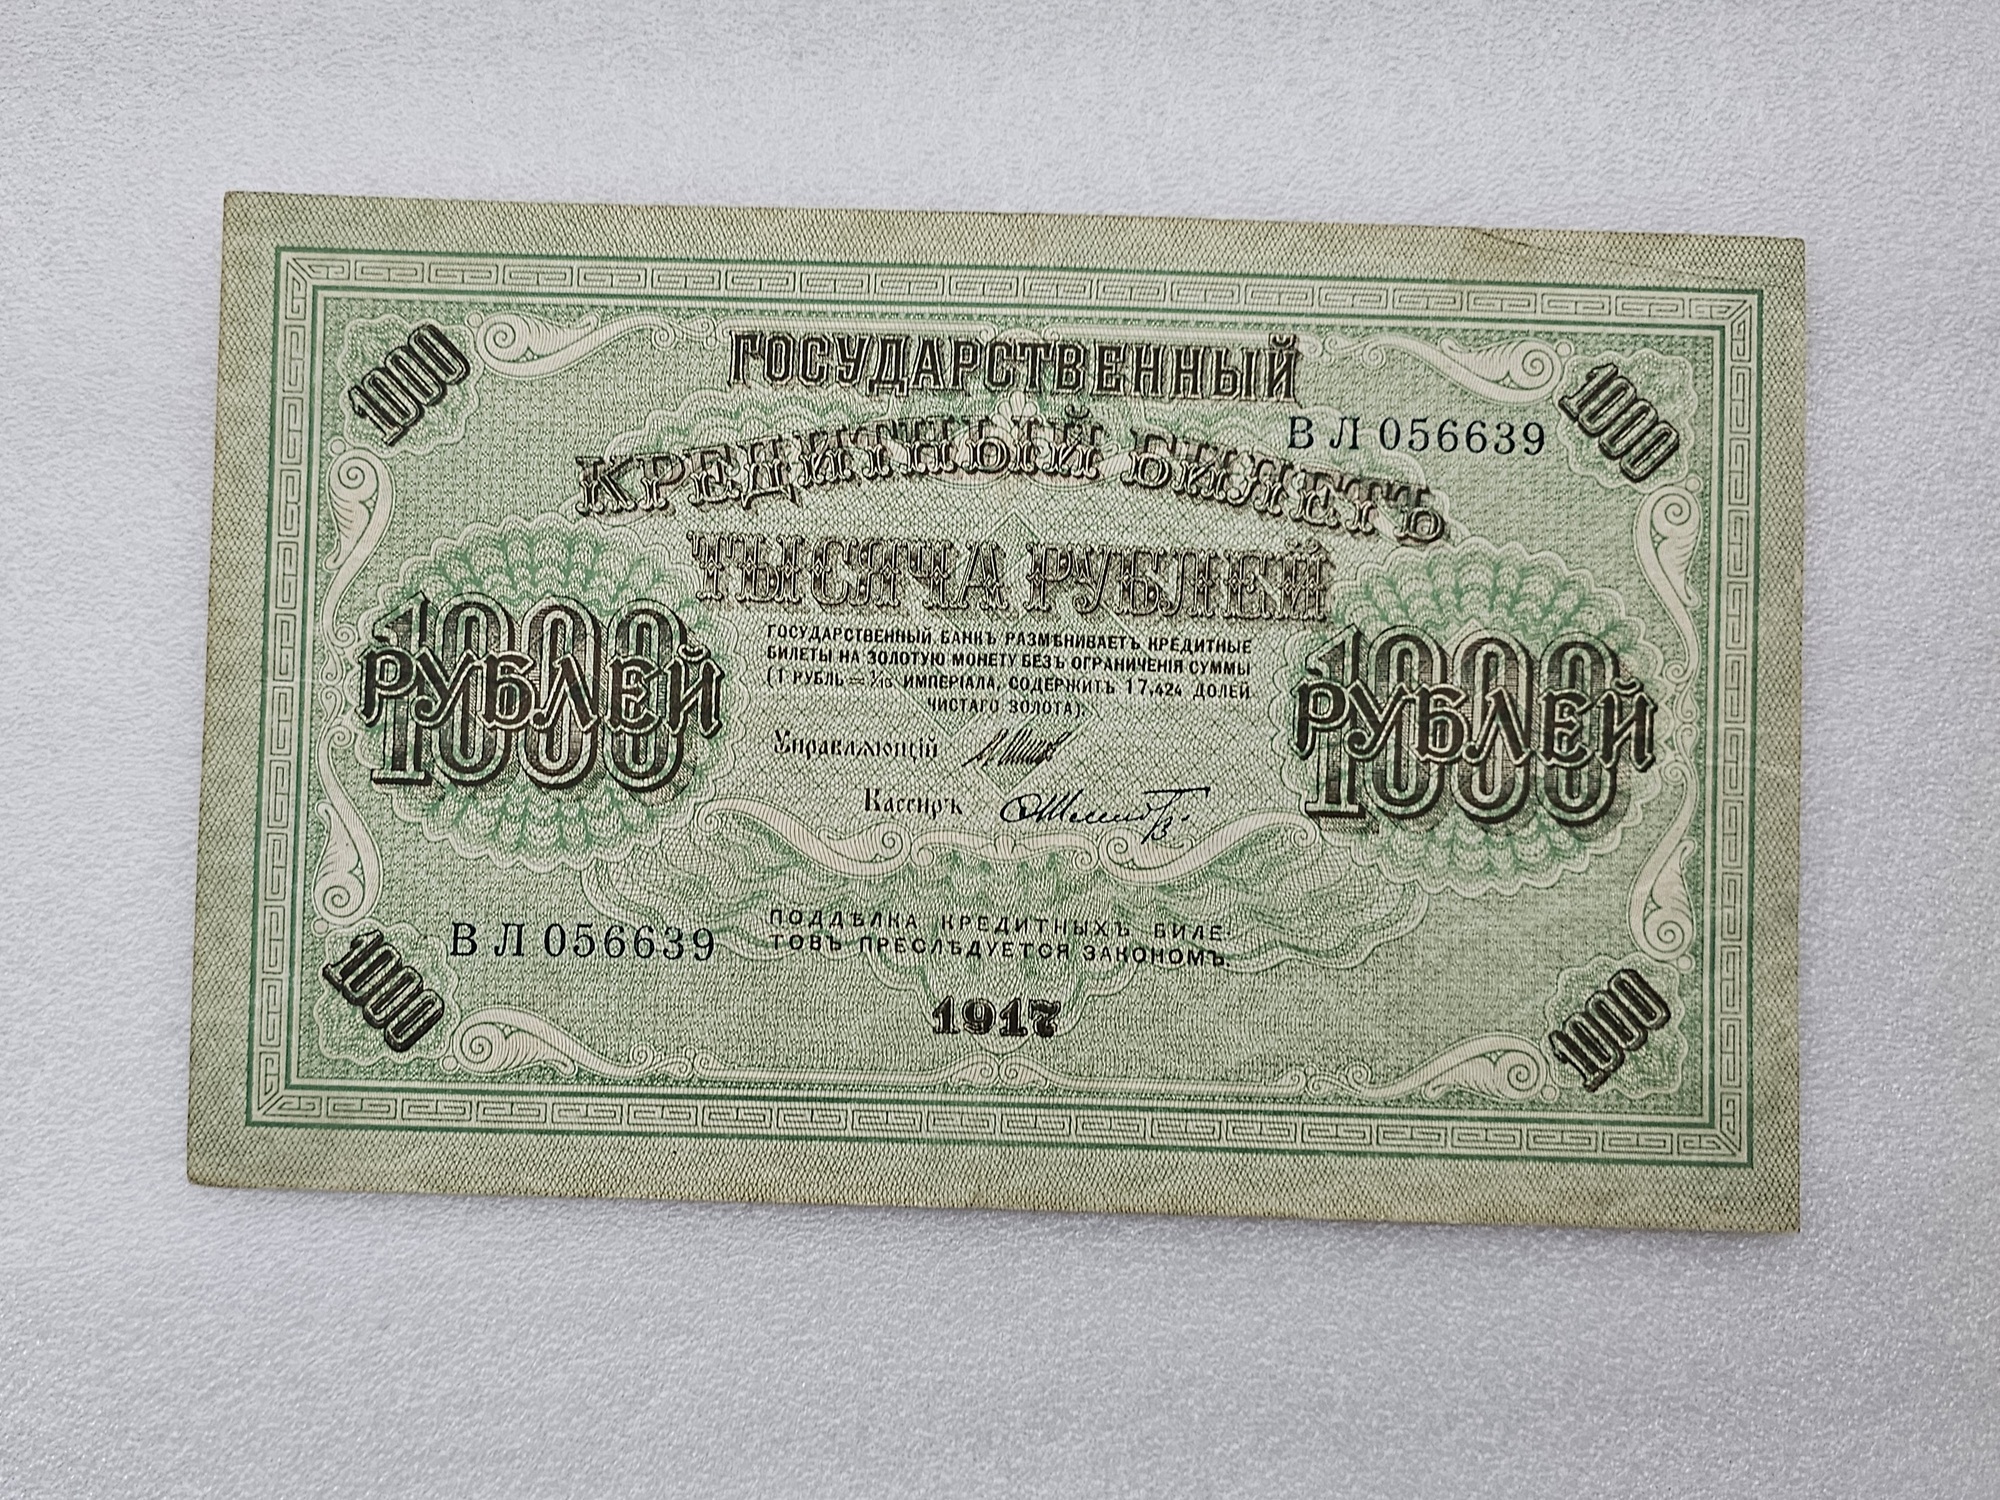 1000
ГОСУДАРСТВЕННЫЙ
1000
ВЛ 056639
КРЕДИТНЫЙ БИЛЕТЪ
ТЫСЯЧА РУБЛЕЙ
1000
РУБЛЕЙ
ГОСУДАРСТВЕННЫЙ БАНКЪ РАЗМѢНИВАЕТЪ КРЕДИТНЫЕ
БИЛЕТЫ НА ЗОЛОТУЮ МОНЕТУ БЕЗЪ ОГРАНИЧЕНІЯ СУММЫ
(1 РУБЛЬ = 1/15 ИМПЕРІАЛА, СОДЕРЖИТЪ 17,424 ДОЛЕЙ
ЧИСТАГО ЗОЛОТА).
1000
РУБЛЕЙ
Управляющій
Кассиръ
ВЛ 056639
ПОДДѢЛКА КРЕДИТНЫХЪ БИЛЕ-
ТОВЪ ПРЕСЛѢДУЕТСЯ ЗАКОНОМЪ.
1000
1917
1000